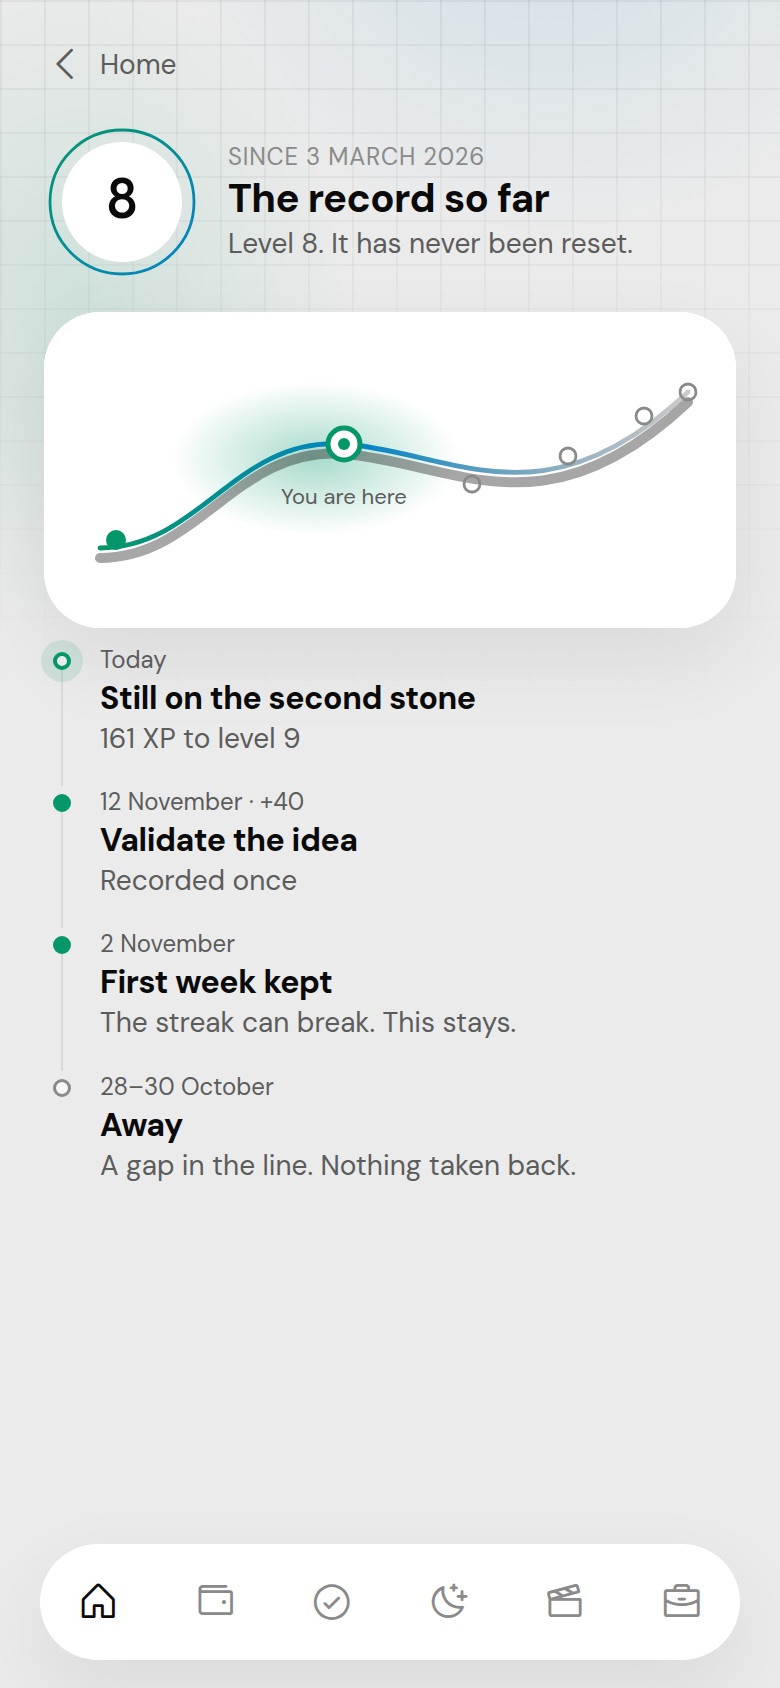 Home
8
SINCE 3 MARCH 2026
The record so far
Level 8. It has never been reset.
You are here
Today
Still on the second stone
161 XP to level 9
12 November · +40
Validate the idea
Recorded once
2 November
First week kept
The streak can break. This stays.
28–30 October
Away
A gap in the line. Nothing taken back.